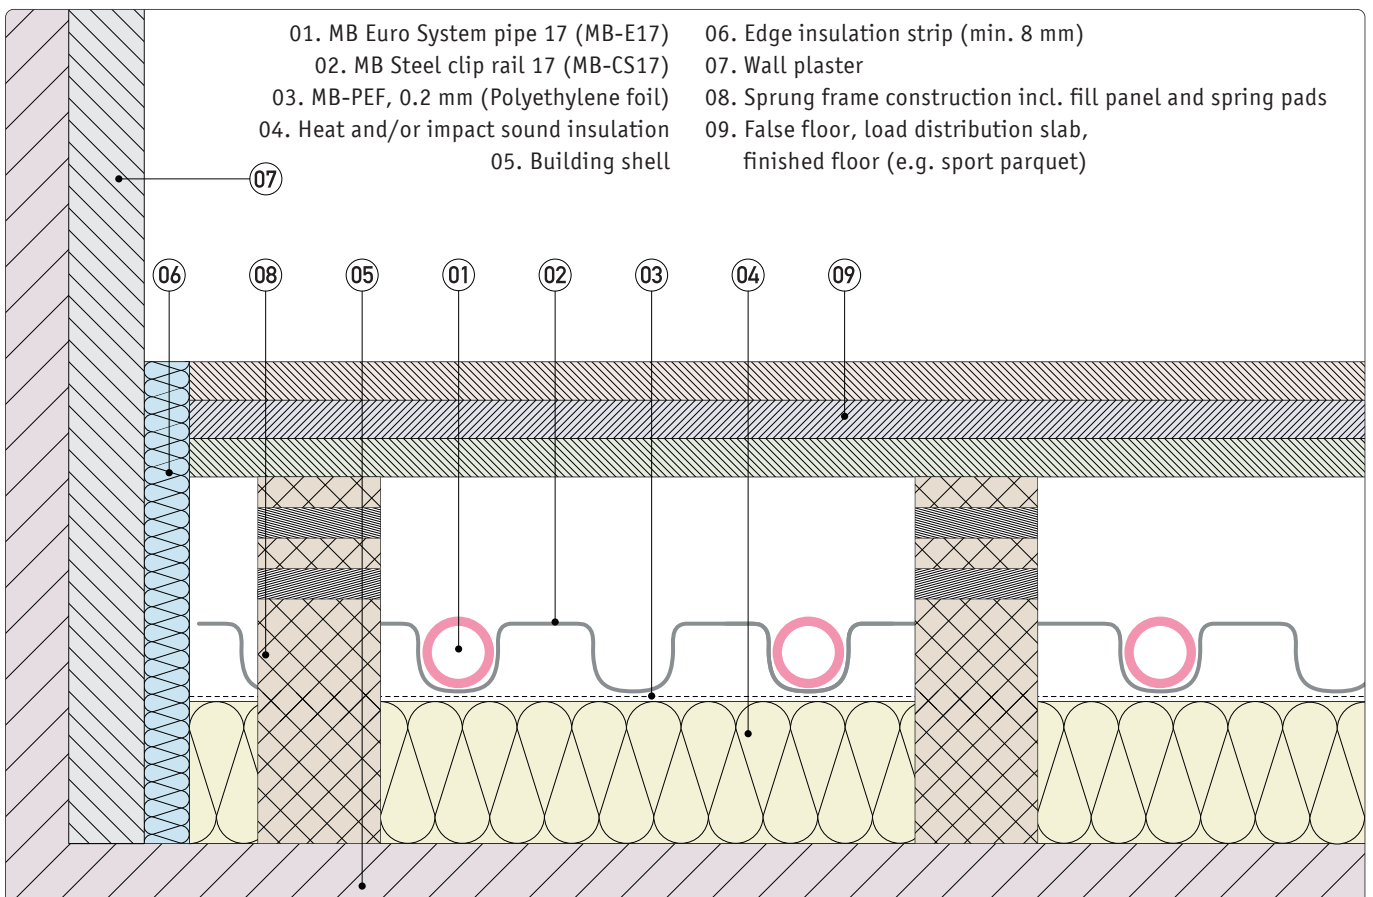 01. MB Euro System pipe 17 (MB-E17)
02. MB Steel clip rail 17 (MB-CS17)
03. MB-PEF, 0.2 mm (Polyethylene foil)
04. Heat and/or impact sound insulation
05. Building shell
06. Edge insulation strip (min. 8 mm)
07. Wall plaster
08. Sprung frame construction incl. fill panel and spring pads
09. False floor, load distribution slab,
finished floor (e.g. sport parquet)
07
06 08 05 01 02 03 04 09